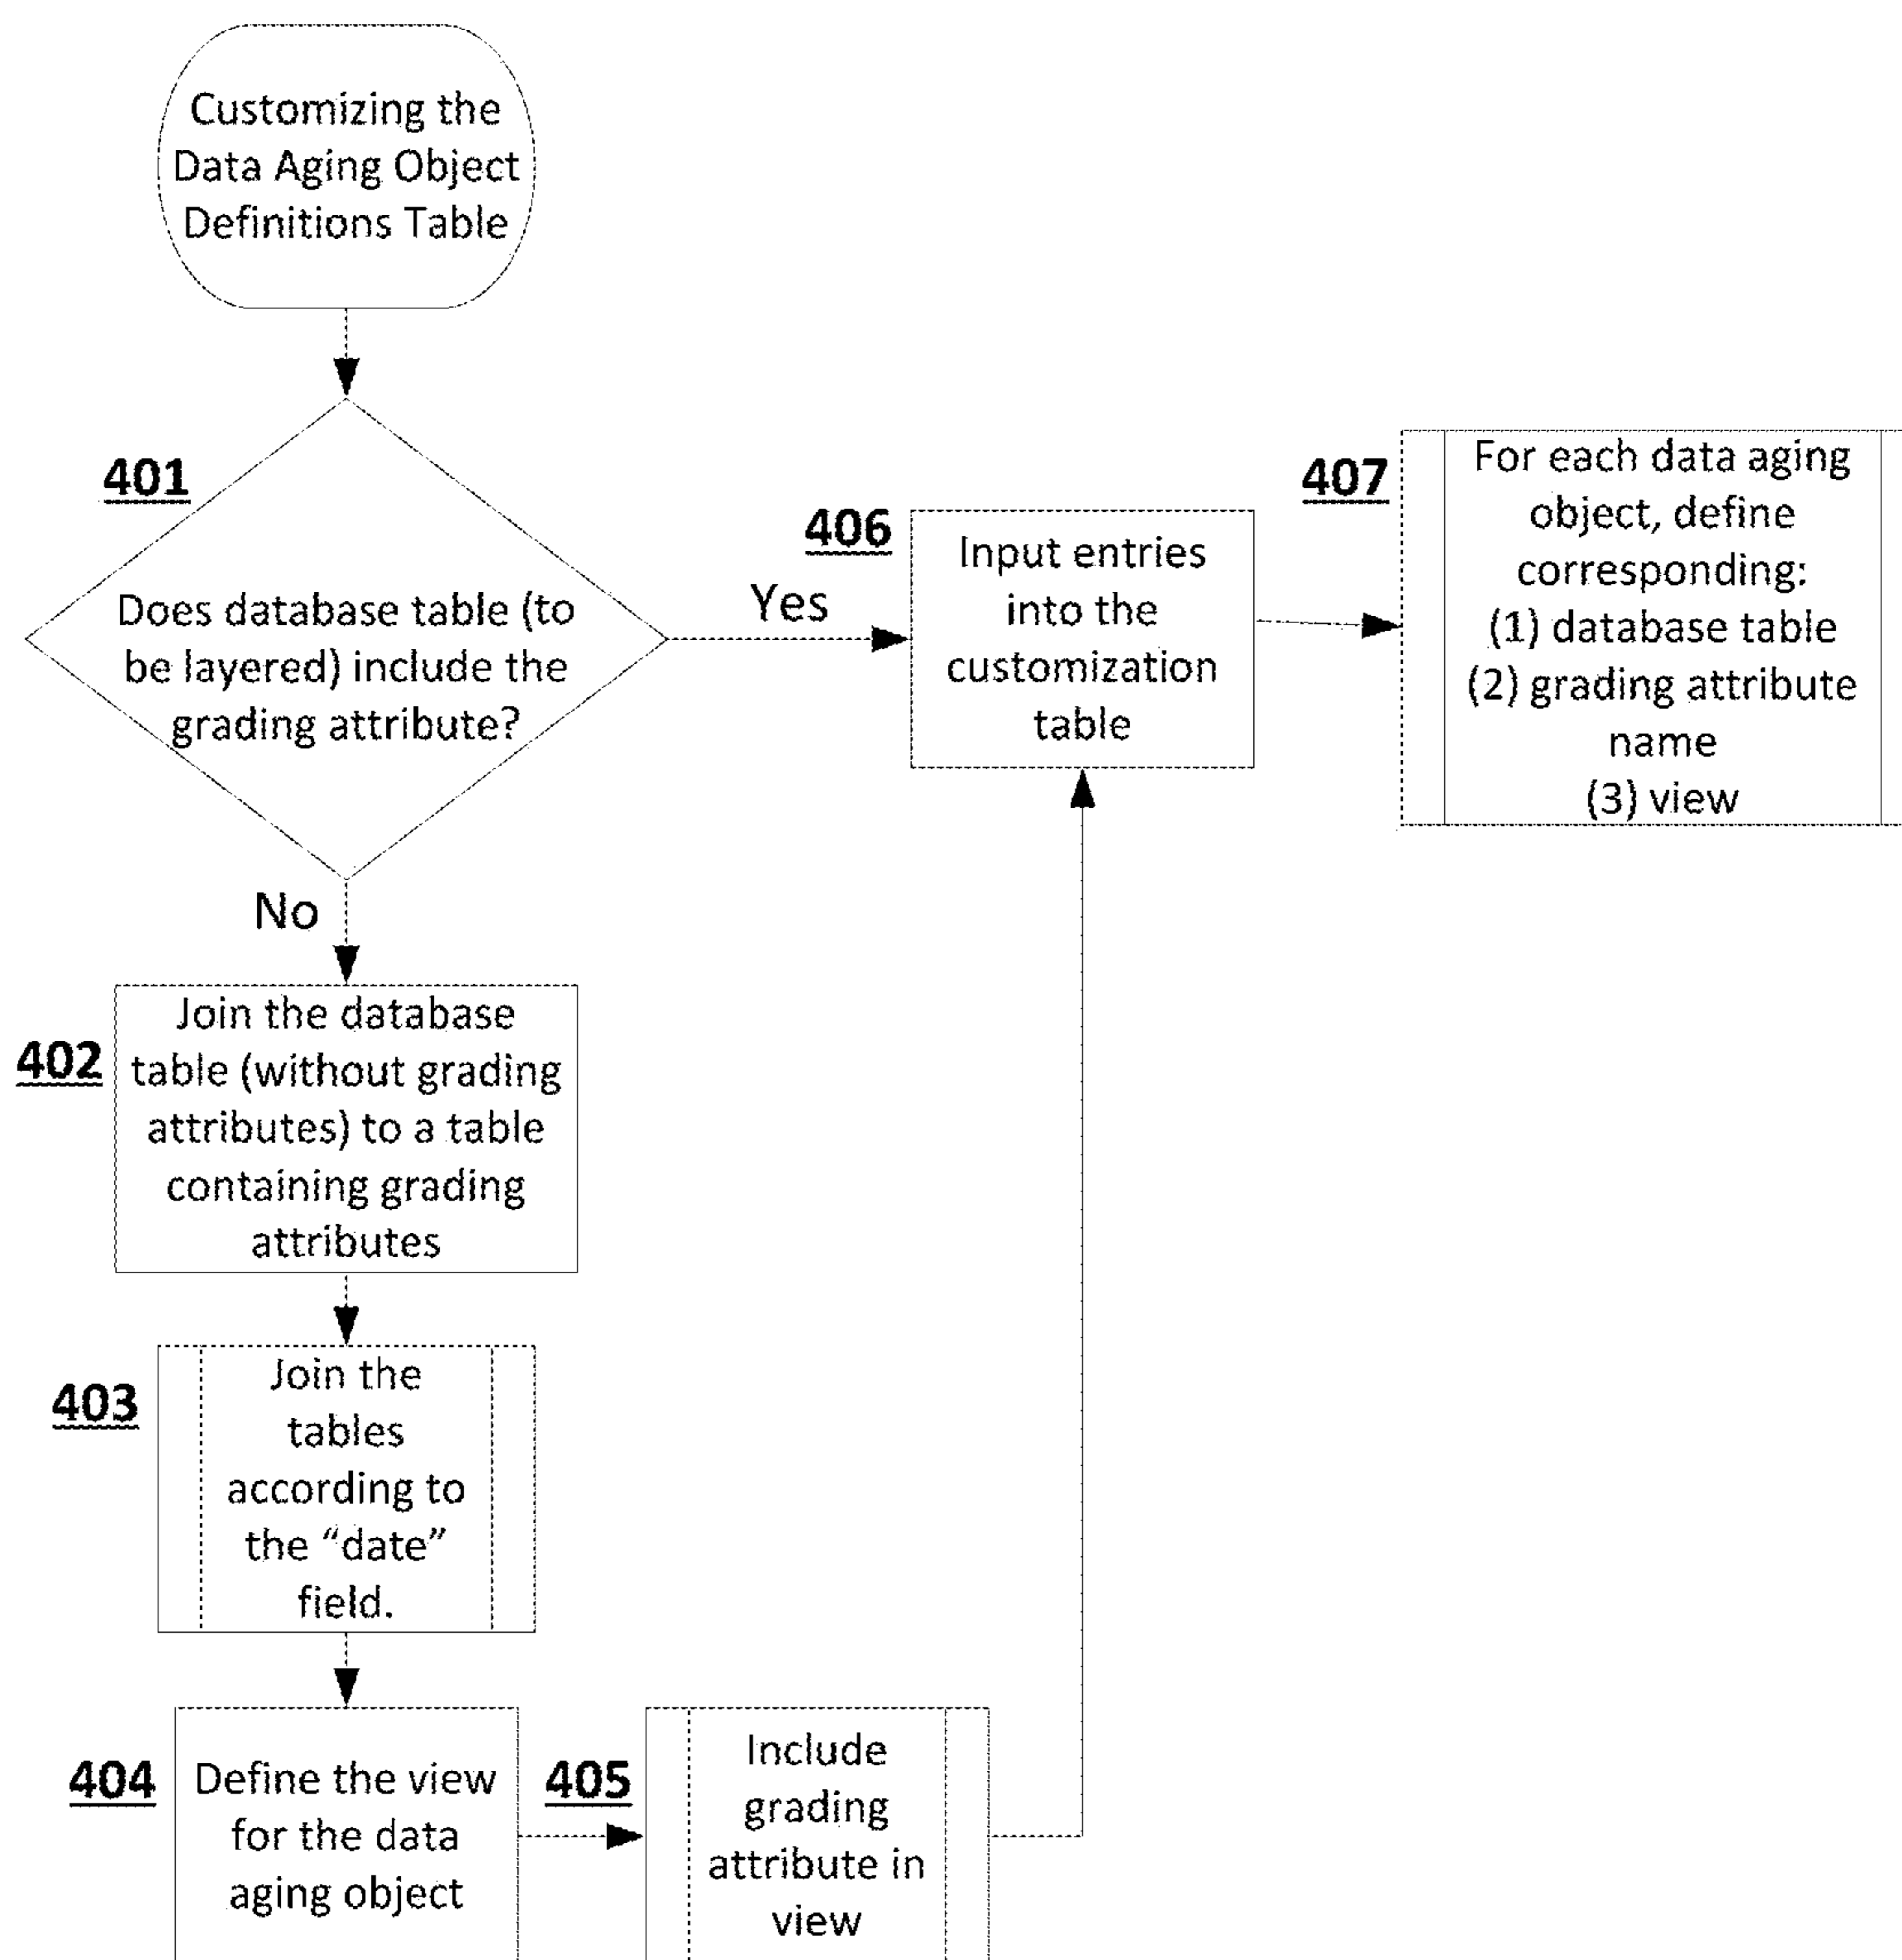 Customizing the
Data Aging Object
Definitions Table
401
Does database table (to
be layered) include the
grading attribute?
Yes
No
406
Input entries
into the
customization
table
407
For each data aging
object, define
corresponding:
(1) database table
(2) grading attribute
name
(3) view
402
Join the database
table (without grading
attributes) to a table
containing grading
attributes
403
Join the
tables
according to
the “date”
field.
404
Define the view
for the data
aging object
405
Include
grading
attribute in
view